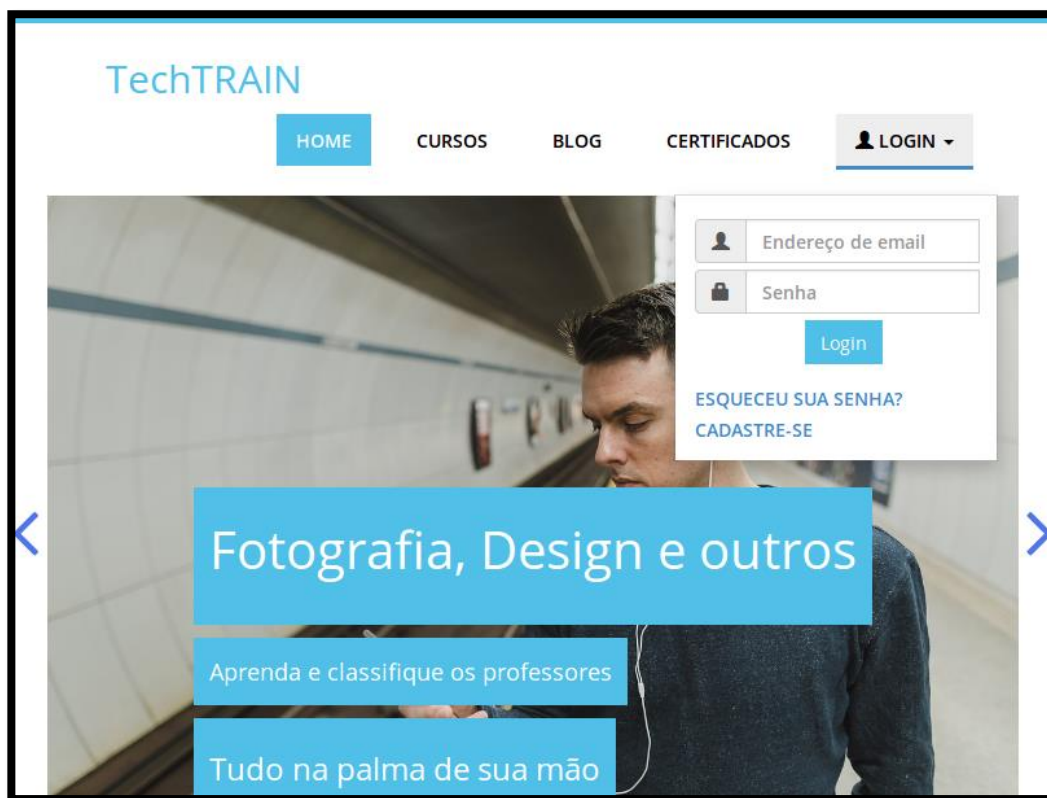 TechTRAIN
HOME CURSOS BLOG CERTIFICADOS LOGIN
Endereço de email
Senha
Login
ESQUECEU SUA SENHA?
CADASTRE-SE
Fotografia, Design e outros
Aprenda e classifique os professores
Tudo na palma de sua mão